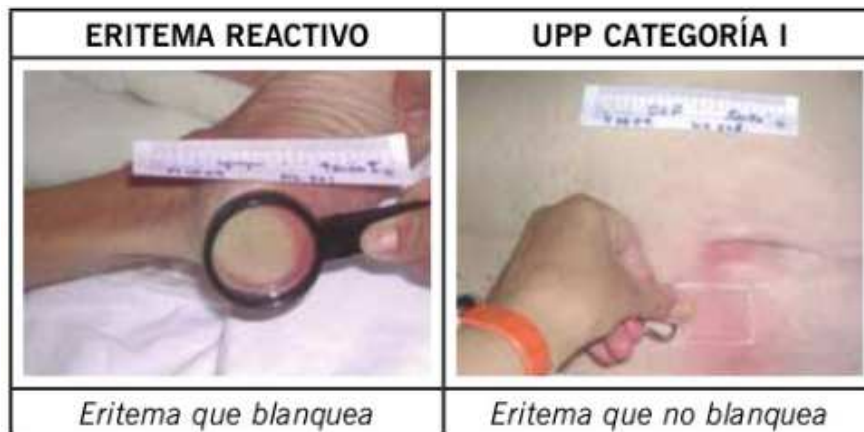 ERITEMA REACTIVO
UPP CATEGORÍA I
Eritema que blanquea
Eritema que no blanquea